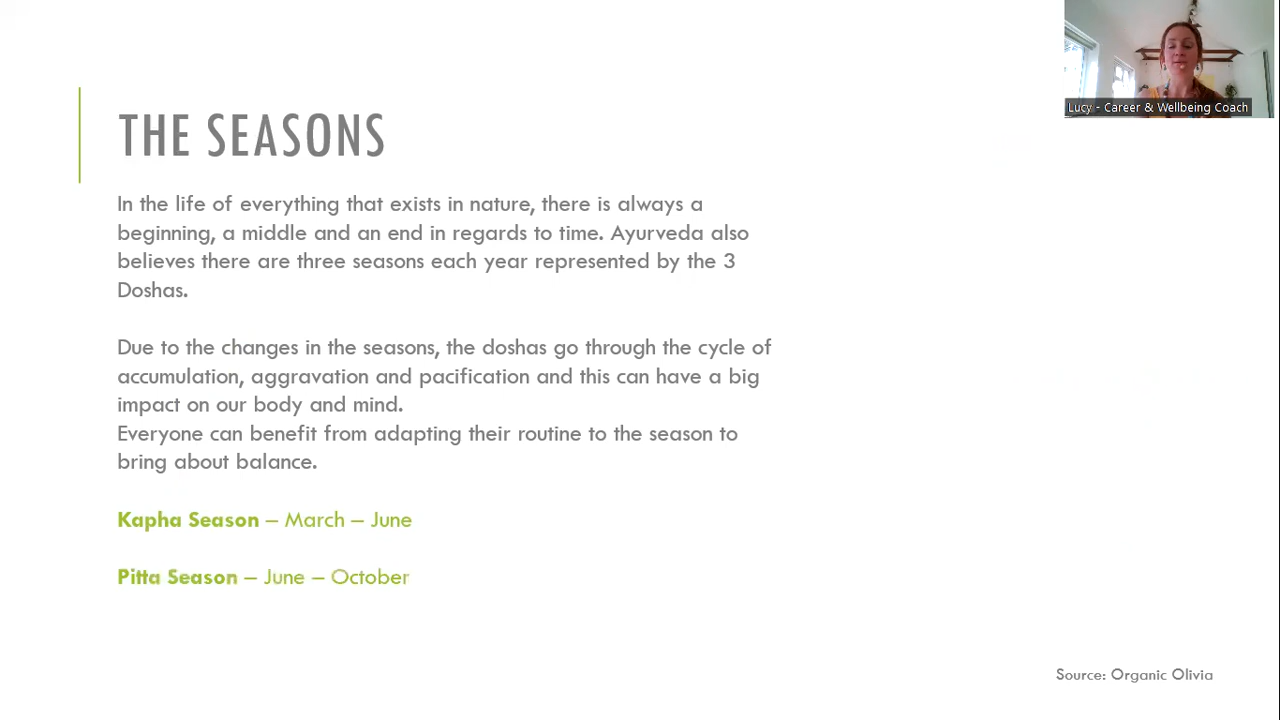 Lucy - Career & Wellbeing Coach
THE SEASONS
In the life of everything that exists in nature, there is always a
beginning, a middle and an end in regards to time. Ayurveda also
believes there are three seasons each year represented by the 3
Doshas.
Due to the changes in the seasons, the doshas go through the cycle of
accumulation, aggravation and pacification and this can have a big
impact on our body and mind.
Everyone can benefit from adapting their routine to the season to
bring about balance.
Kapha Season – March – June
Pitta Season – June – October
Source: Organic Olivia